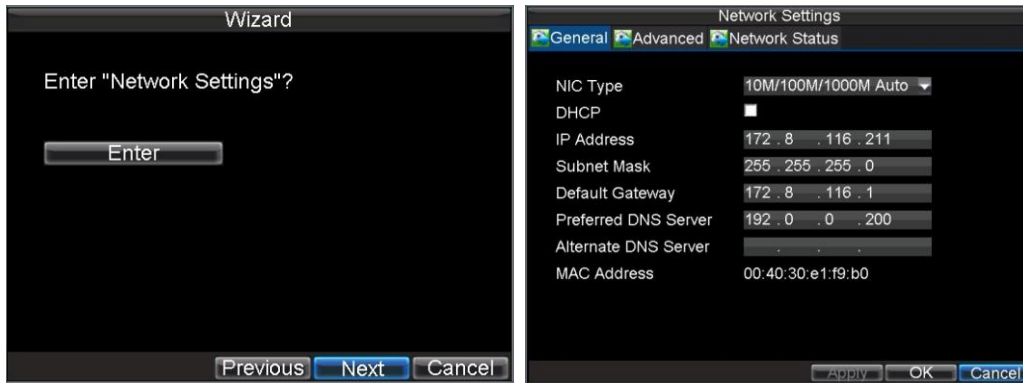 Wizard
Enter "Network Settings"?
Enter
Previous Next Cancel
Network Settings
General Advanced Network Status
NIC Type 10M/100M/1000M Auto
DHCP
IP Address 172 . 8 . 116 . 211
Subnet Mask 255 . 255 . 255 . 0
Default Gateway 172 . 8 . 116 . 1
Preferred DNS Server 192 . 0 . 0 . 200
Alternate DNS Server . . .
MAC Address 00:40:30:e1:f9:b0
Apply OK Cancel